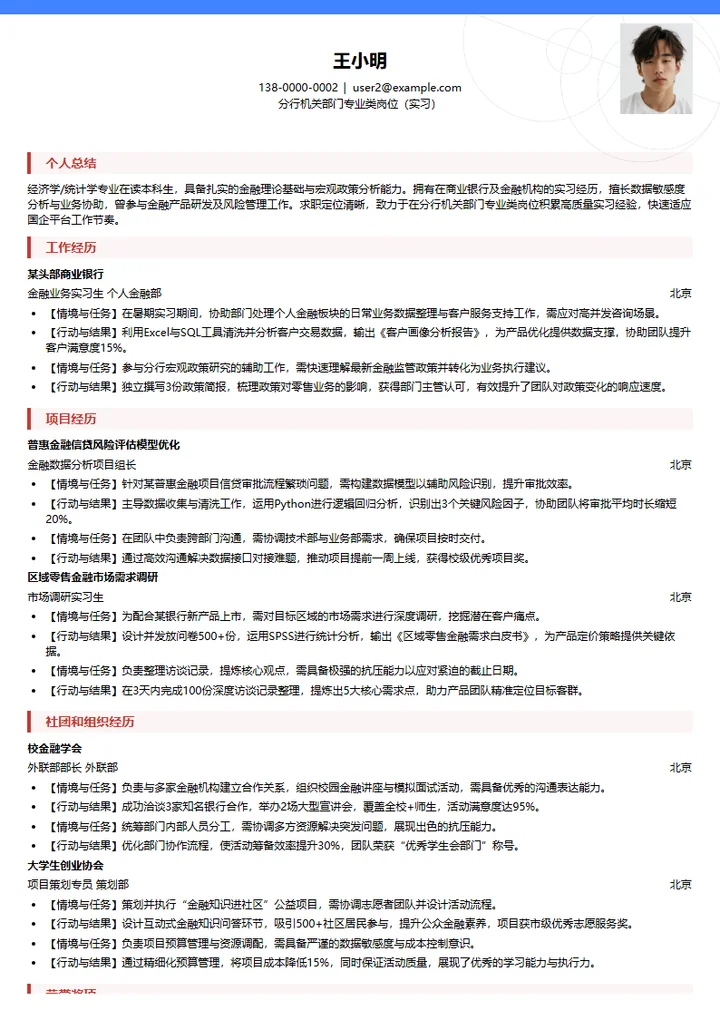 王小明
138-0000-0002 | user2@example.com
分行机关部门专业类岗位（实习）
个人总结
经济学/统计学专业在读本科生，具备扎实的金融理论基础与宏观政策分析能力。拥有在商业银行及金融机构的实习经历，擅长数据敏感度
分析与业务协助，曾参与金融产品研发及风险管理工作。求职定位清晰，致力于在分行机关部门专业类岗位积累高质量实习经验，快速适应
国企平台工作节奏。
工作经历
某头部商业银行
金融业务实习生 个人金融部 北京
• 【情境与任务】在暑期实习期间，协助部门处理个人金融板块的日常业务数据整理与客户服务支持工作，需应对高并发咨询场景。
• 【行动与结果】利用Excel与SQL工具清洗并分析客户交易数据，输出《客户画像分析报告》，为产品优化提供数据支撑，协助团队提升
客户满意度15%。
• 【情境与任务】参与分行宏观政策研究的辅助工作，需快速理解最新金融监管政策并转化为业务执行建议。
• 【行动与结果】独立撰写3份政策简报，梳理政策对零售业务的影响，获得部门主管认可，有效提升了团队对政策变化的响应速度。
项目经历
普惠金融信贷风险评估模型优化
金融数据分析项目组长 北京
• 【情境与任务】针对某普惠金融项目信贷审批流程繁琐问题，需构建数据模型以辅助风险识别，提升审批效率。
• 【行动与结果】主导数据收集与清洗工作，运用Python进行逻辑回归分析，识别出3个关键风险因子，协助团队将审批平均时长缩短
20%。
• 【情境与任务】在团队中负责跨部门沟通，需协调技术部与业务部需求，确保项目按时交付。
• 【行动与结果】通过高效沟通解决数据接口对接难题，推动项目提前一周上线，获得校级优秀项目奖。
区域零售金融市场需求调研
市场调研实习生 北京
• 【情境与任务】为配合某银行新产品上市，需对目标区域的市场需求进行深度调研，挖掘潜在客户痛点。
• 【行动与结果】设计并发放问卷500+份，运用SPSS进行统计分析，输出《区域零售金融需求白皮书》，为产品定价策略提供关键依
据。
• 【情境与任务】负责整理访谈记录，提炼核心观点，需具备极强的抗压能力以应对紧迫的截止日期。
• 【行动与结果】在3天内完成100份深度访谈记录整理，提炼出5大核心需求点，助力产品团队精准定位目标客群。
社团和组织经历
校金融学会
外联部部长 外联部 北京
• 【情境与任务】负责与多家金融机构建立合作关系，组织校园金融讲座与模拟面试活动，需具备优秀的沟通表达能力。
• 【行动与结果】成功洽谈3家知名银行合作，举办2场大型宣讲会，覆盖全校+师生，活动满意度达95%。
• 【情境与任务】统筹部门内部人员分工，需协调多方资源解决突发问题，展现出色的抗压能力。
• 【行动与结果】优化部门协作流程，使活动筹备效率提升30%，团队荣获“优秀学生会部门”称号。
大学生创业协会
项目策划专员 策划部 北京
• 【情境与任务】策划并执行“金融知识进社区”公益项目，需协调志愿者团队并设计活动流程。
• 【行动与结果】设计互动式金融知识问答环节，吸引500+社区居民参与，提升公众金融素养，项目获市级优秀志愿服务奖。
• 【情境与任务】负责项目预算管理与资源调配，需具备严谨的数据敏感度与成本控制意识。
• 【行动与结果】通过精细化预算管理，将项目成本降低15%，同时保证活动质量，展现了优秀的学习能力与执行力。